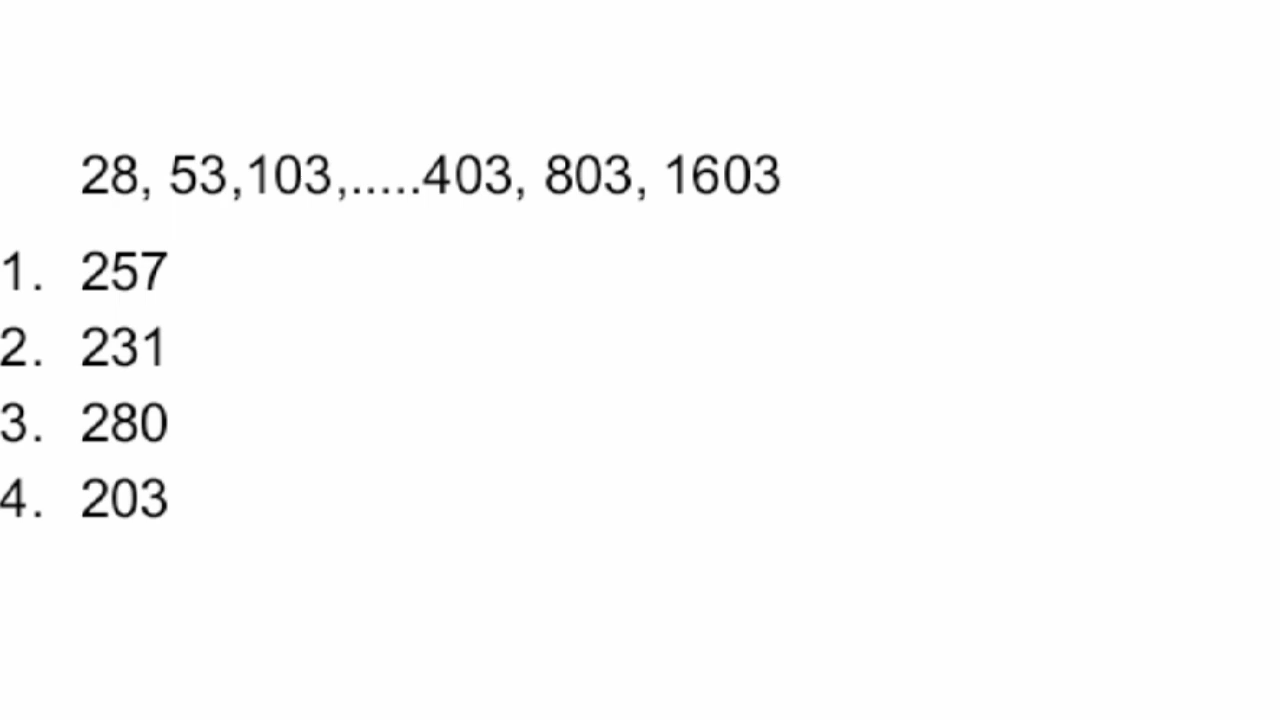 28, 53,103,.....403, 803, 1603
1. 257
2. 231
3. 280
4. 203